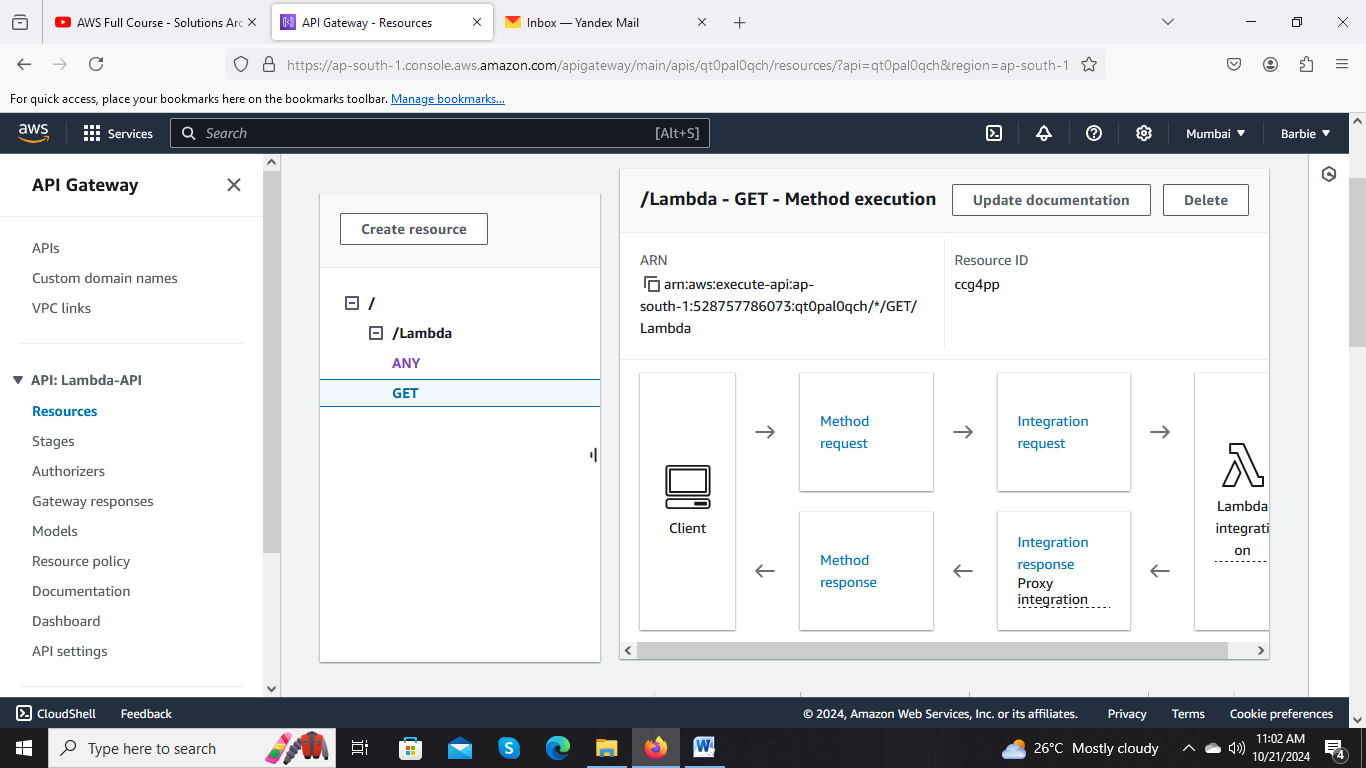 AWS Full Course - Solutions Arc
API Gateway - Resources
Inbox — Yandex Mail
https://ap-south-1.console.aws.amazon.com/apigateway/main/apis/qt0pal0qch/resources/?api=qt0pal0qch&region=ap-south-1
For quick access, place your bookmarks here on the bookmarks toolbar. Manage bookmarks...
aws
Services
Search
[Alt+S]
Mumbai
Barbie
API Gateway
APIs
Custom domain names
VPC links
API: Lambda-API
Resources
Stages
Authorizers
Gateway responses
Models
Resource policy
Documentation
Dashboard
API settings
Create resource
/
/Lambda
ANY
GET
/Lambda - GET - Method execution
Update documentation
Delete
ARN
arn:aws:execute-api:ap-
south-1:528757786073:qt0pal0qch/*/GET/
Lambda
Resource ID
ccg4pp
Client
Method
request
Integration
request
Method
response
Integration
response
Proxy
integration
Lambda
integrati
on
CloudShell
Feedback
© 2024, Amazon Web Services, Inc. or its affiliates.
Privacy
Terms
Cookie preferences
Type here to search
26°C Mostly cloudy
11:02 AM
10/21/2024
4